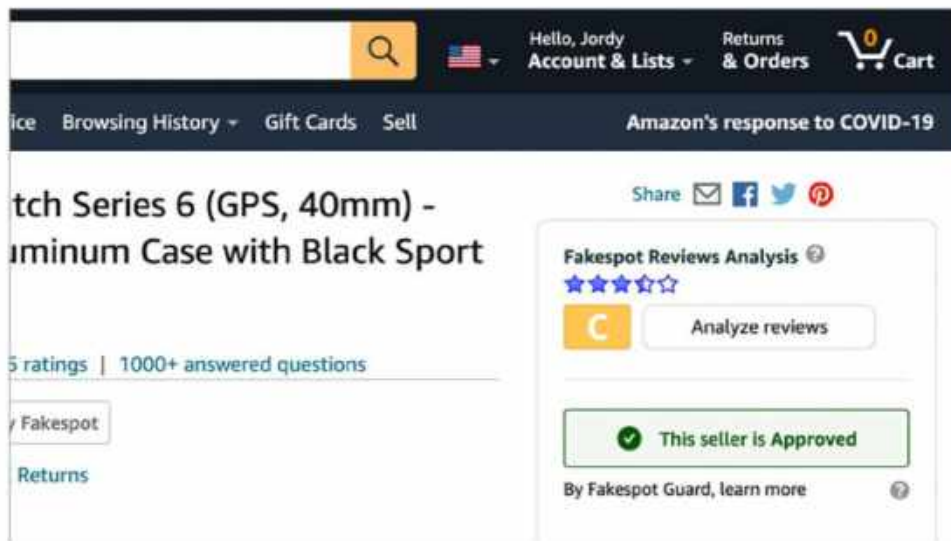 Hello, Jordy
Account & Lists
Returns
& Orders
0
Cart
ice Browsing History Gift Cards Sell
Amazon's response to COVID-19
tch Series 6 (GPS, 40mm) -
uminum Case with Black Sport
5 ratings | 1000+ answered questions
y Fakespot
Returns
Share
Fakespot Reviews Analysis ?
C
Analyze reviews
This seller is Approved
By Fakespot Guard, learn more ?